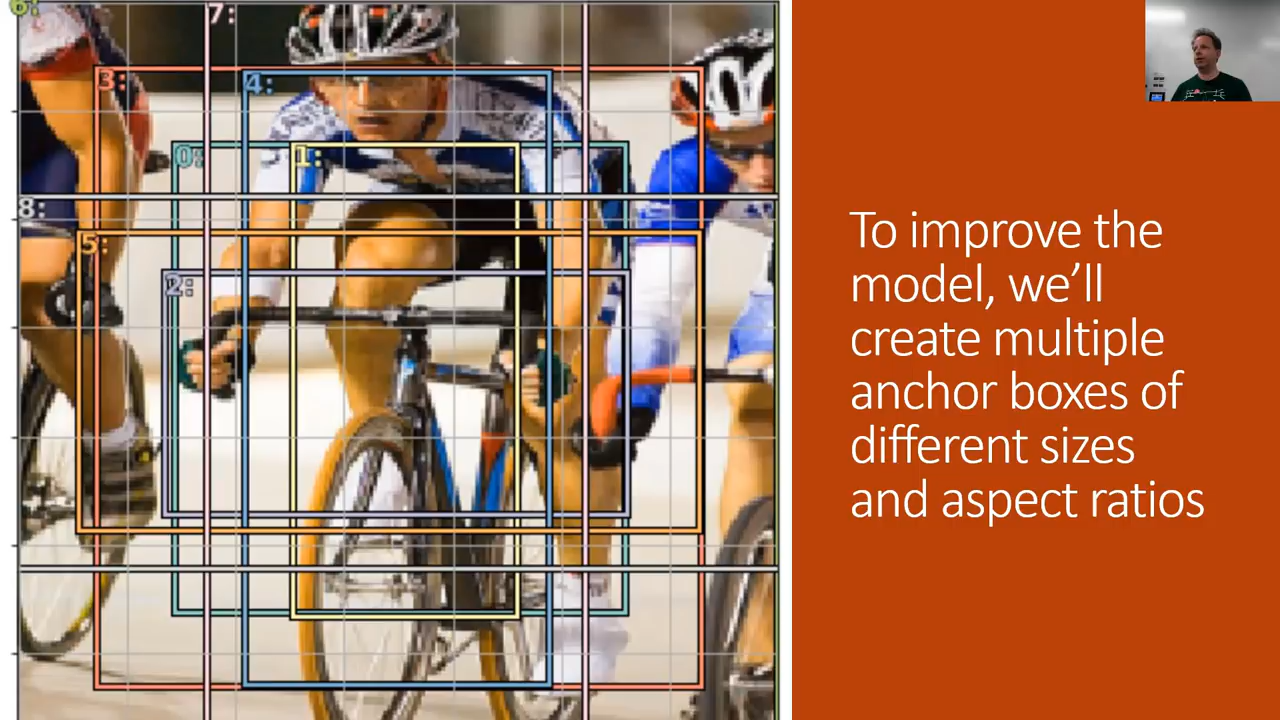 6:
7:
3:
4:
0:
1:
8:
5:
2:
To improve the
model, we’ll
create multiple
anchor boxes of
different sizes
and aspect ratios